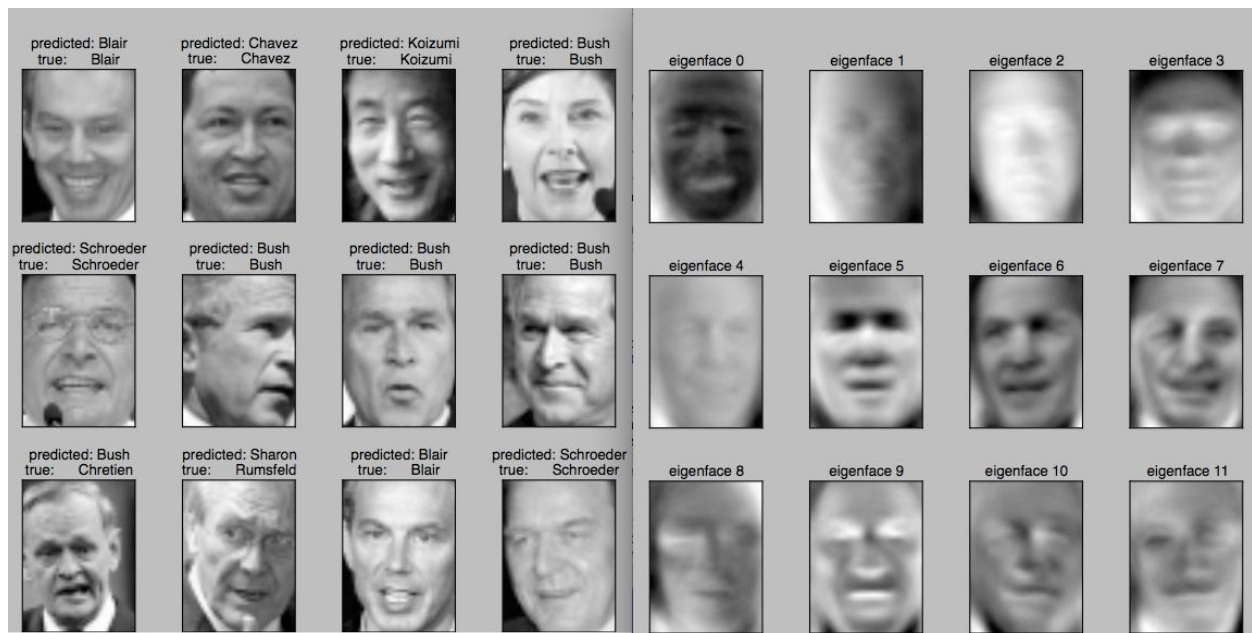 predicted: Blair
true: Blair
predicted: Chavez
true: Chavez
predicted: Koizumi
true: Koizumi
predicted: Bush
true: Bush
eigenface 0
eigenface 1
eigenface 2
eigenface 3
predicted: Schroeder
true: Schroeder
predicted: Bush
true: Bush
predicted: Bush
true: Bush
predicted: Bush
true: Bush
eigenface 4
eigenface 5
eigenface 6
eigenface 7
predicted: Bush
true: Chretien
predicted: Sharon
true: Rumsfeld
predicted: Blair
true: Blair
predicted: Schroeder
true: Schroeder
eigenface 8
eigenface 9
eigenface 10
eigenface 11